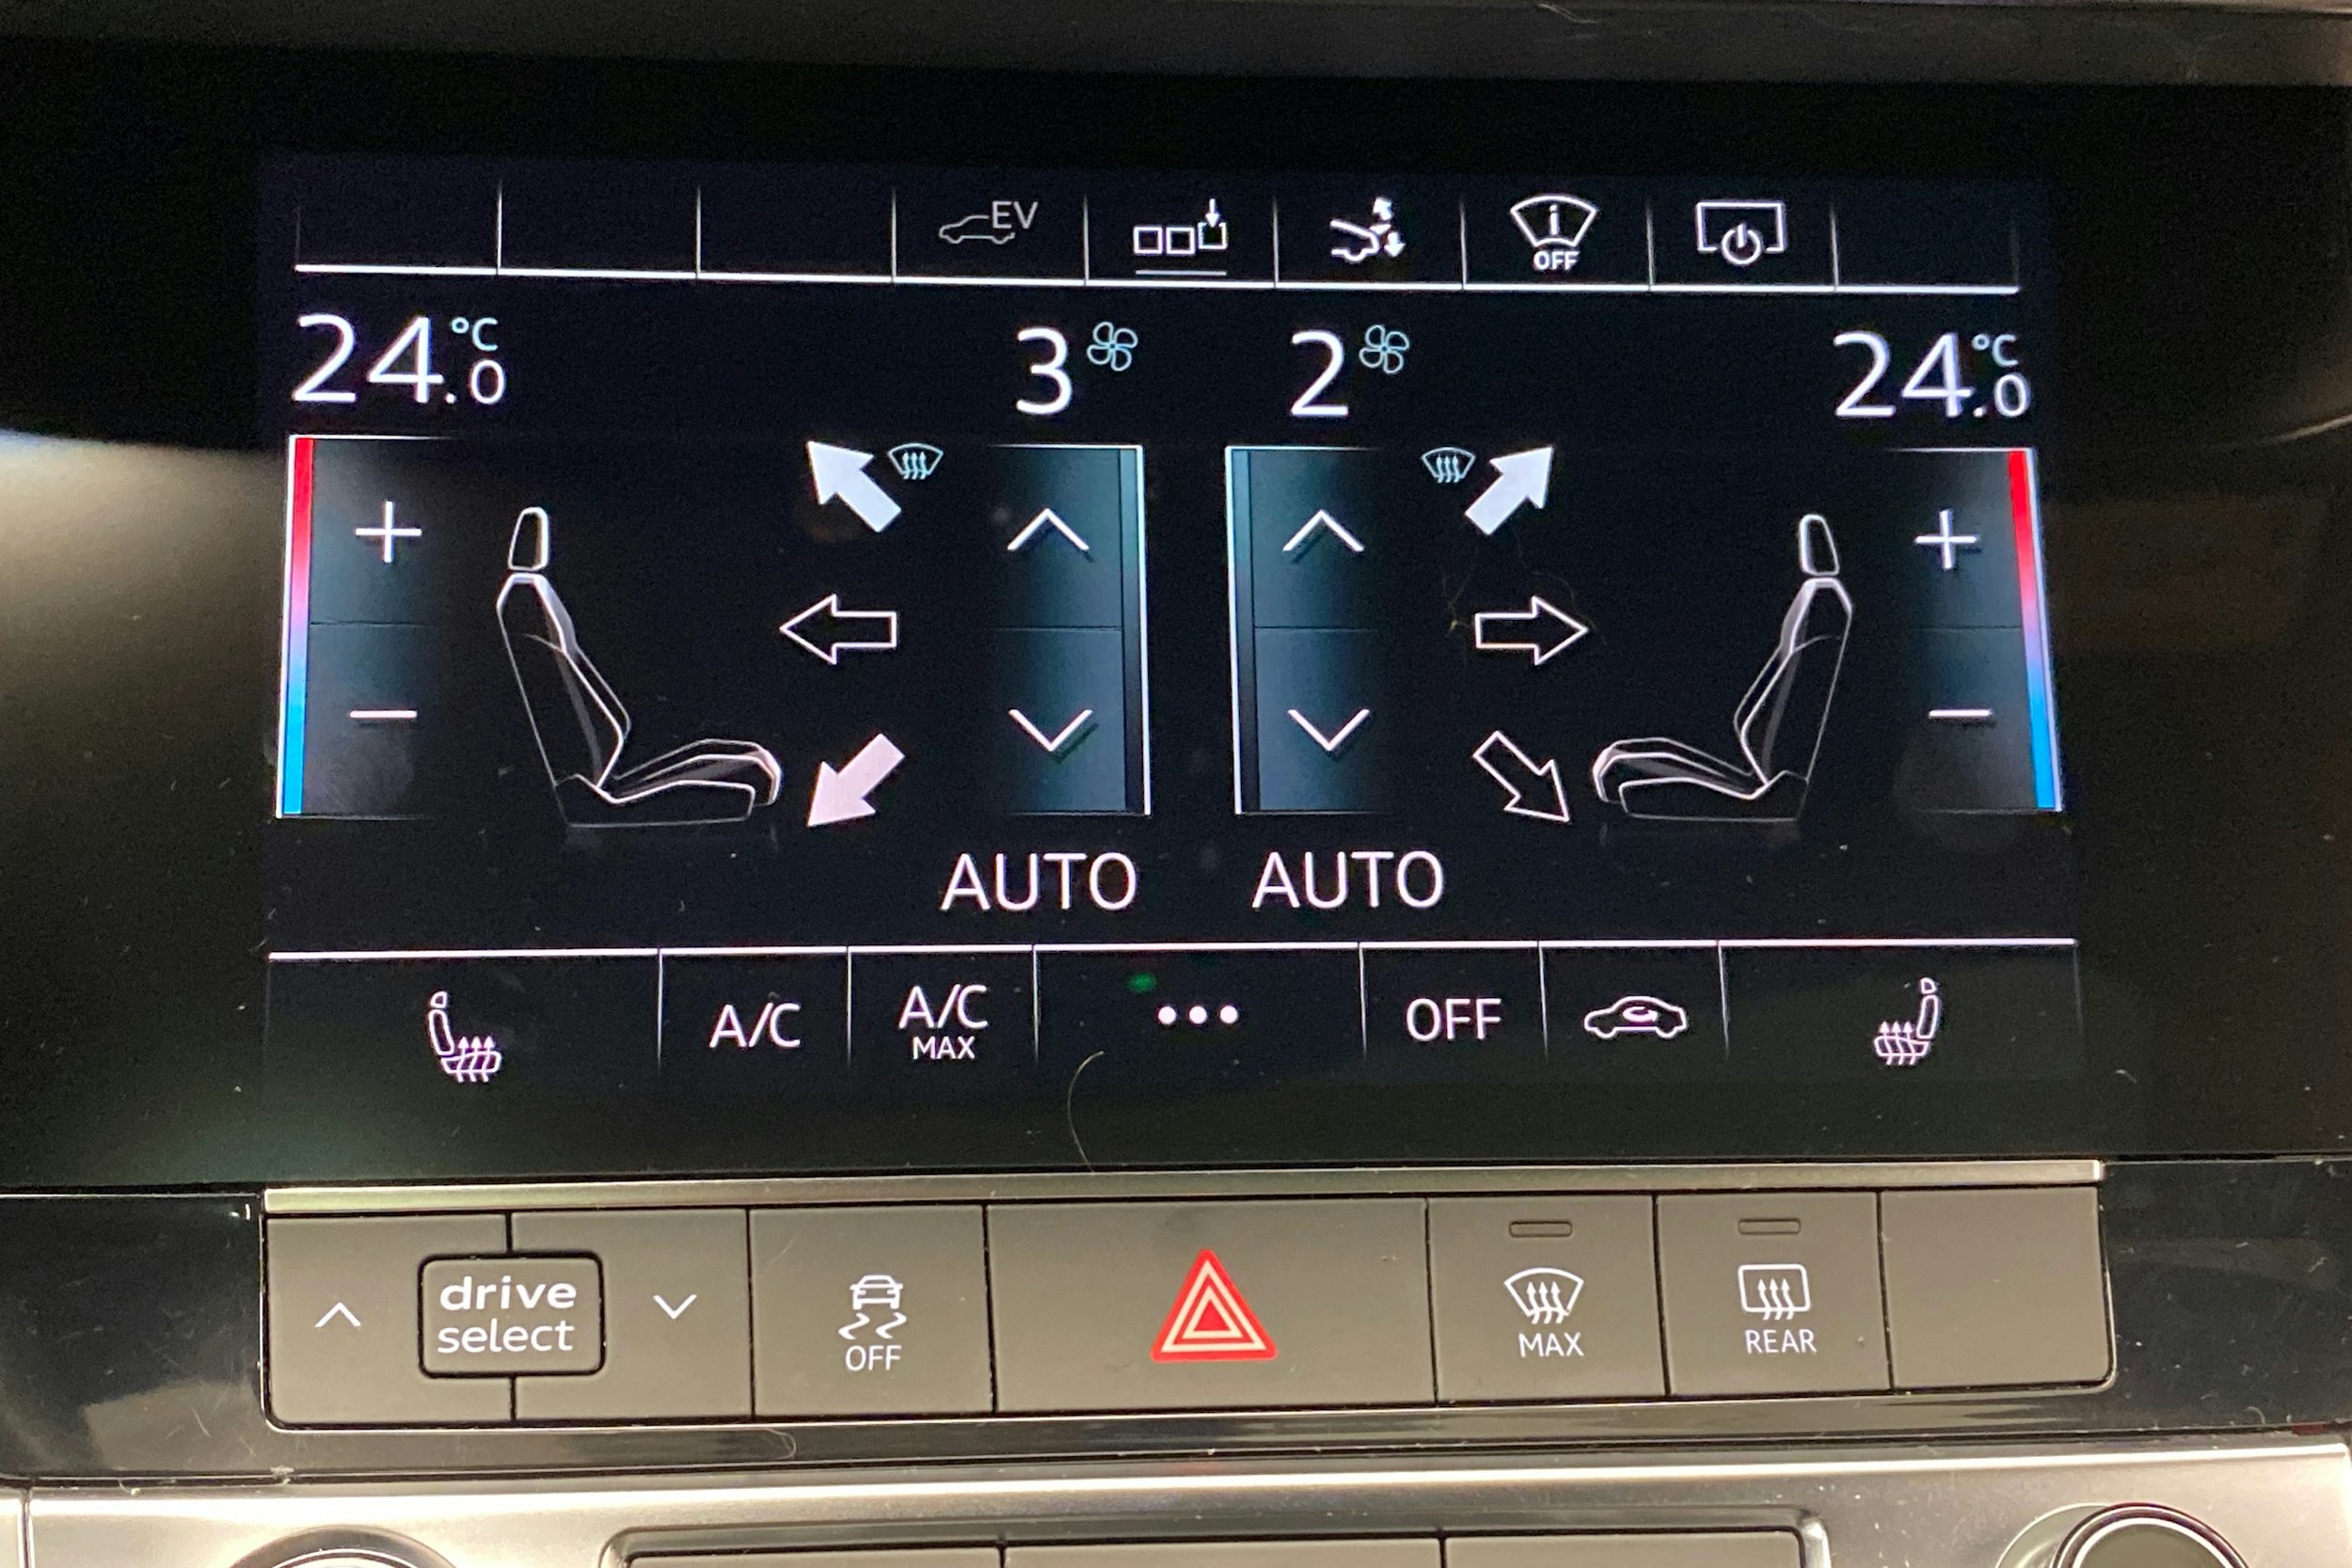 EV
OFF
24.0 °C 3 2 24.0 °C
AUTO AUTO
A/C A/C MAX ••• OFF
drive
select
OFF
MAX
REAR